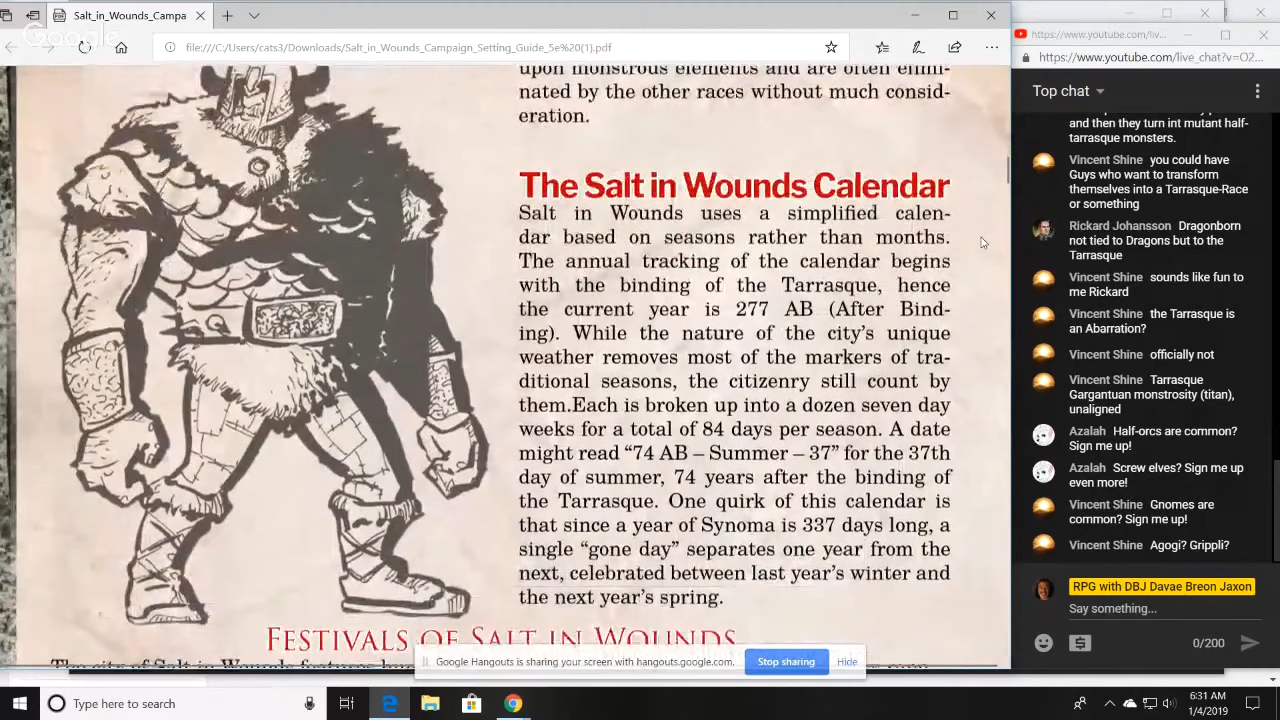 Salt_in_Wounds_Campa
Google
file:///C:/Users/cats3/Downloads/Salt_in_Wounds_Campaign_Setting_Guide_5e%20(1).pdf
upon monstrous elements and are often elimi-
nated by the other races without much consid-
eration.
The Salt in Wounds Calendar
Salt in Wounds uses a simplified calen-
dar based on seasons rather than months.
The annual tracking of the calendar begins
with the binding of the Tarrasque, hence
the current year is 277 AB (After Bind-
ing). While the nature of the city's unique
weather removes most of the markers of tra-
ditional seasons, the citizenry still count by
them.Each is broken up into a dozen seven day
weeks for a total of 84 days per season. A date
might read "74 AB – Summer – 37" for the 37th
day of summer, 74 years after the binding of
the Tarrasque. One quirk of this calendar is
that since a year of Synoma is 337 days long, a
single "gone day" separates one year from the
next, celebrated between last year's winter and
the next year's spring.
Festivals of Salt in Wounds
The city of Salt in Wounds features
Google Hangouts is sharing your screen with hangouts.google.com.
Stop sharing
Hide
https://www.youtube.com/liv...
https://www.youtube.com/live_chat?v=O2...
Top chat
and then they turn int mutant half-
tarrasque monsters.
Vincent Shine you could have
Guys who want to transform
themselves into a Tarrasque-Race
or something
Rickard Johansson Dragonborn
not tied to Dragons but to the
Tarrasque
Vincent Shine sounds like fun to
me Rickard
Vincent Shine the Tarrasque is
an Abarration?
Vincent Shine officially not
Vincent Shine Tarrasque
Gargantuan monstrosity (titan),
unaligned
Azalah Half-orcs are common?
Sign me up!
Azalah Screw elves? Sign me up
even more!
Vincent Shine Gnomes are
common? Sign me up!
Vincent Shine Agogi? Grippli?
RPG with DBJ Davae Breon Jaxon
Say something...
0/200
Type here to search
6:31 AM
1/4/2019